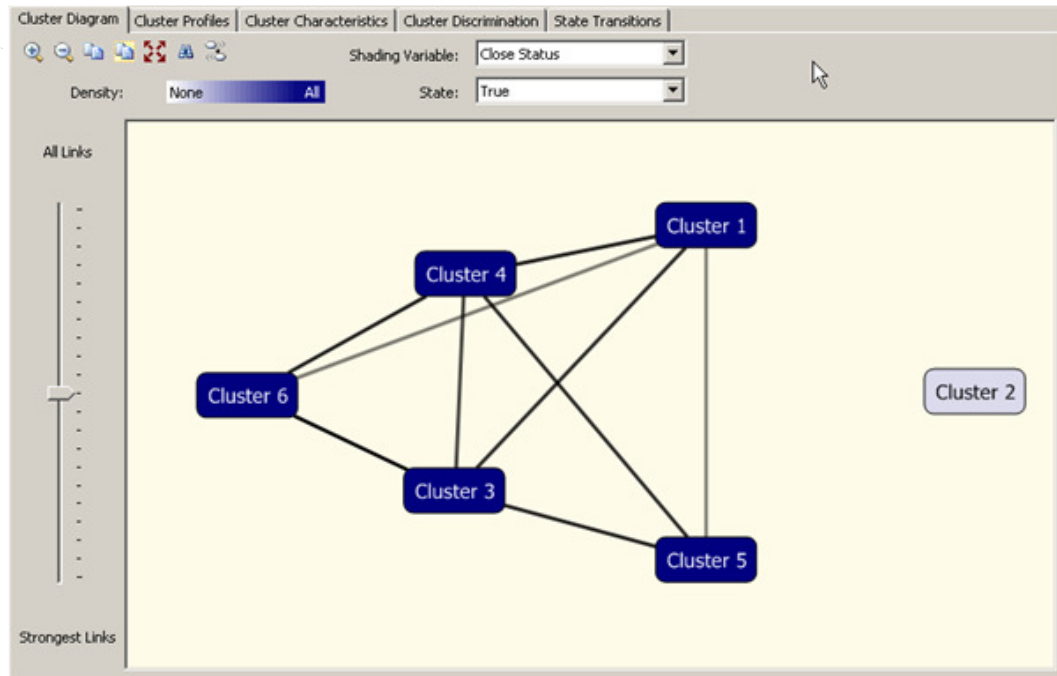 Cluster Diagram Cluster Profiles Cluster Characteristics Cluster Discrimination State Transitions
Shading Variable: Close Status
Density: None All State: True
All Links
Cluster 1
Cluster 4
Cluster 6
Cluster 2
Cluster 3
Cluster 5
Strongest Links